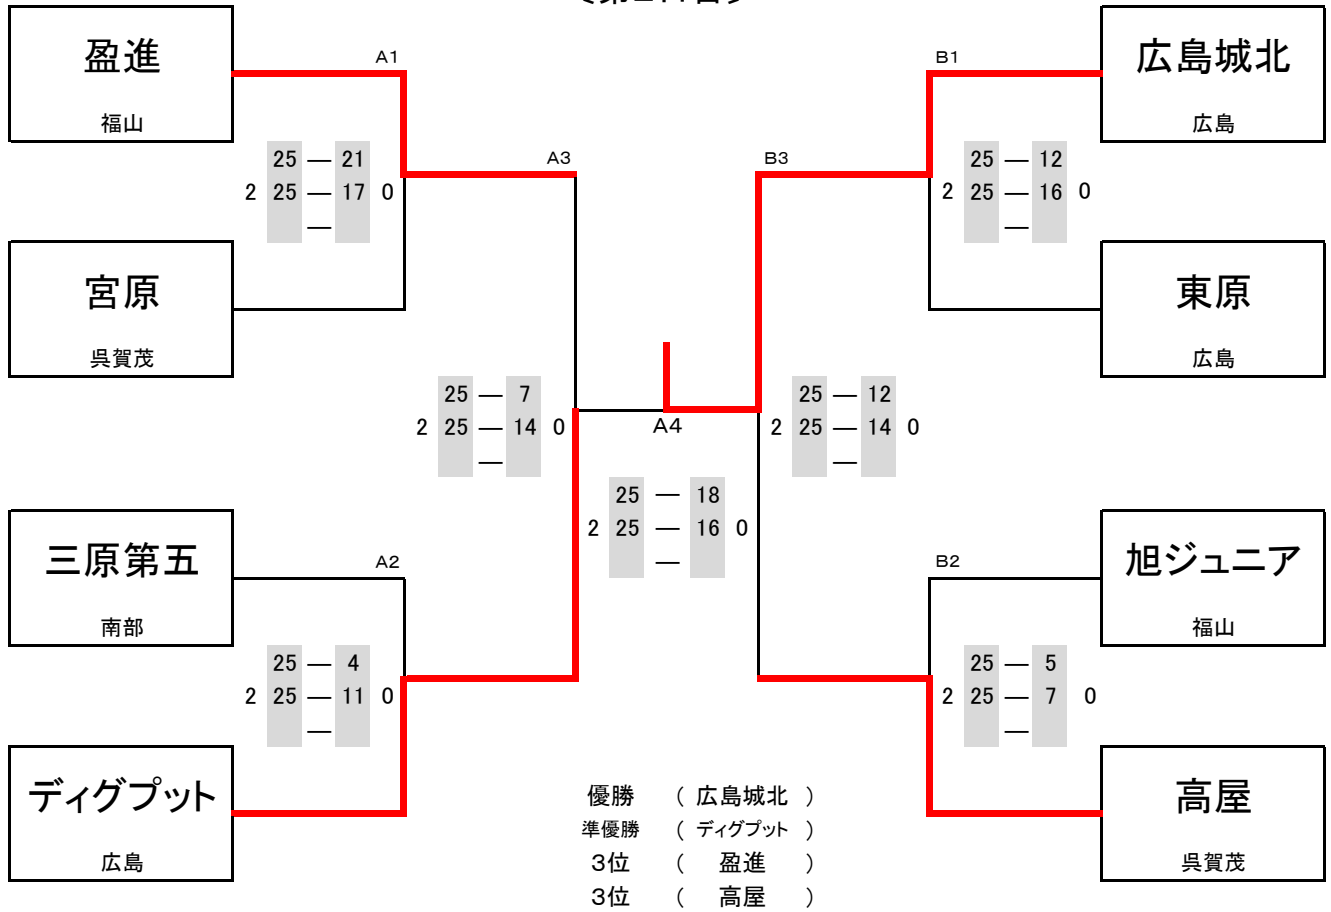 盈進
福山
A1
25 — 21
2 25 — 17 0
—
宮原
呉賀茂
A3
B3
B1
広島城北
広島
25 — 12
2 25 — 16 0
—
東原
広島
25 — 7
2 25 — 14 0
—
A4
25 — 12
2 25 — 14 0
—
25 — 18
2 25 — 16 0
—
三原第五
南部
A2
25 — 4
2 25 — 11 0
—
ディグプット
広島
B2
旭ジュニア
福山
25 — 5
2 25 — 7 0
—
高屋
呉賀茂
優勝 ( 広島城北 )
準優勝 ( ディグプット )
3位 ( 盈進 )
3位 ( 高屋 )